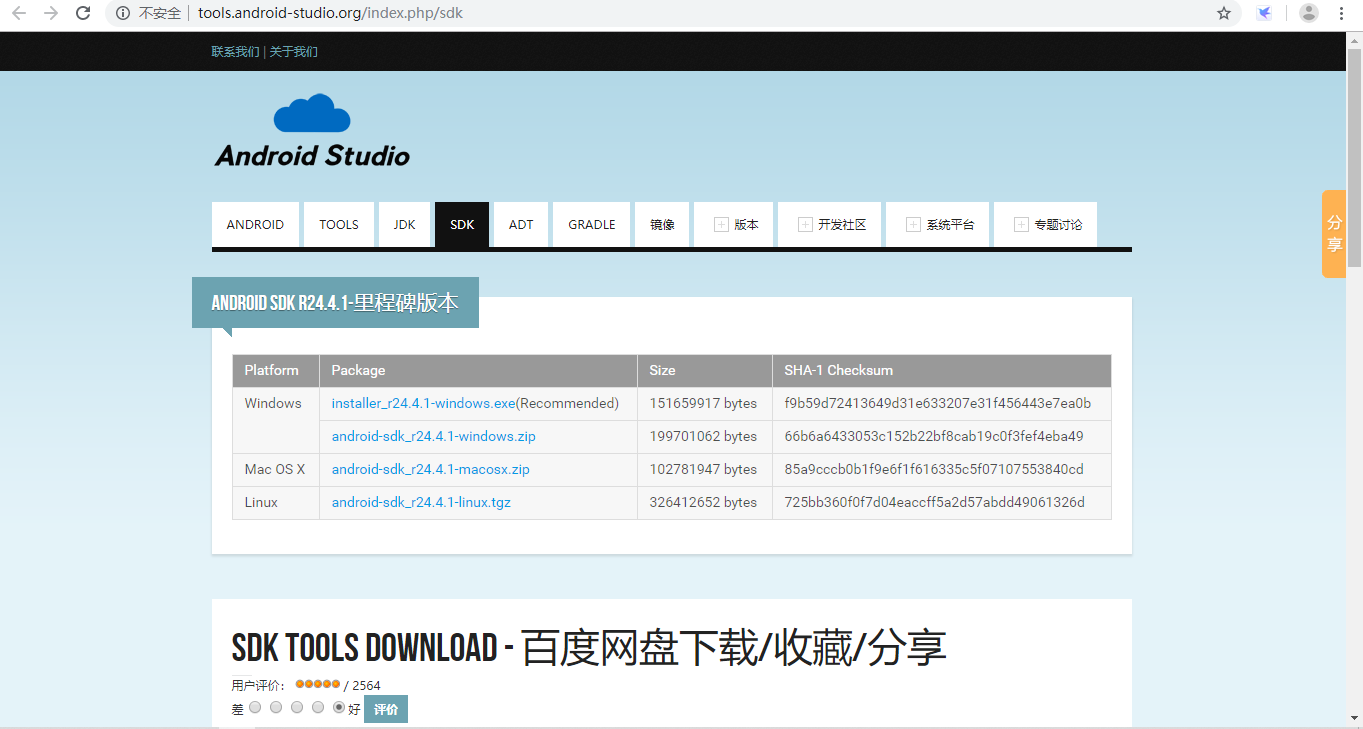 不安全 | tools.android-studio.org/index.php/sdk
联系我们 | 关于我们
Android Studio
ANDROID TOOLS JDK SDK ADT GRADLE 镜像 版本 开发社区 系统平台 专题讨论
分享
ANDROID SDK R24.4.1-里程碑版本
Platform Package Size SHA-1 Checksum
Windows installer_r24.4.1-windows.exe(Recommended) 151659917 bytes f9b59d72413649d31e633207e31f456443e7ea0b
android-sdk_r24.4.1-windows.zip 199701062 bytes 66b6a6433053c152b22bf8cab19c0f3fef4eba49
Mac OS X android-sdk_r24.4.1-macosx.zip 102781947 bytes 85a9cccb0b1f9e6f1f616335c5f07107553840cd
Linux android-sdk_r24.4.1-linux.tgz 326412652 bytes 725bb360f0f7d04eaccff5a2d57abdd49061326d
SDK TOOLS DOWNLOAD - 百度网盘下载/收藏/分享
用户评价： / 2564
差 好 评价